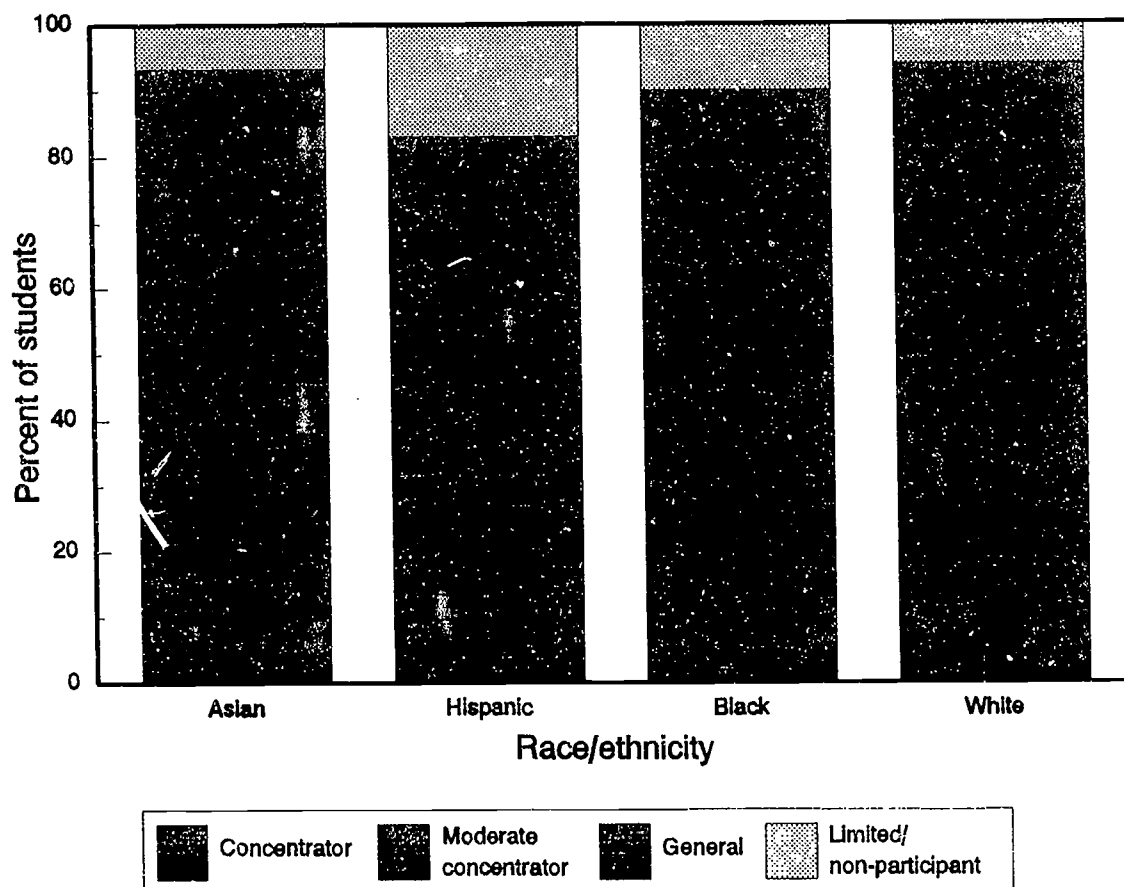 100
80
60
40
20
0
Percent of students
Asian
Hispanic
Black
White
Race/ethnicity
Concentrator
Moderate
concentrator
General
Limited/
non-participant